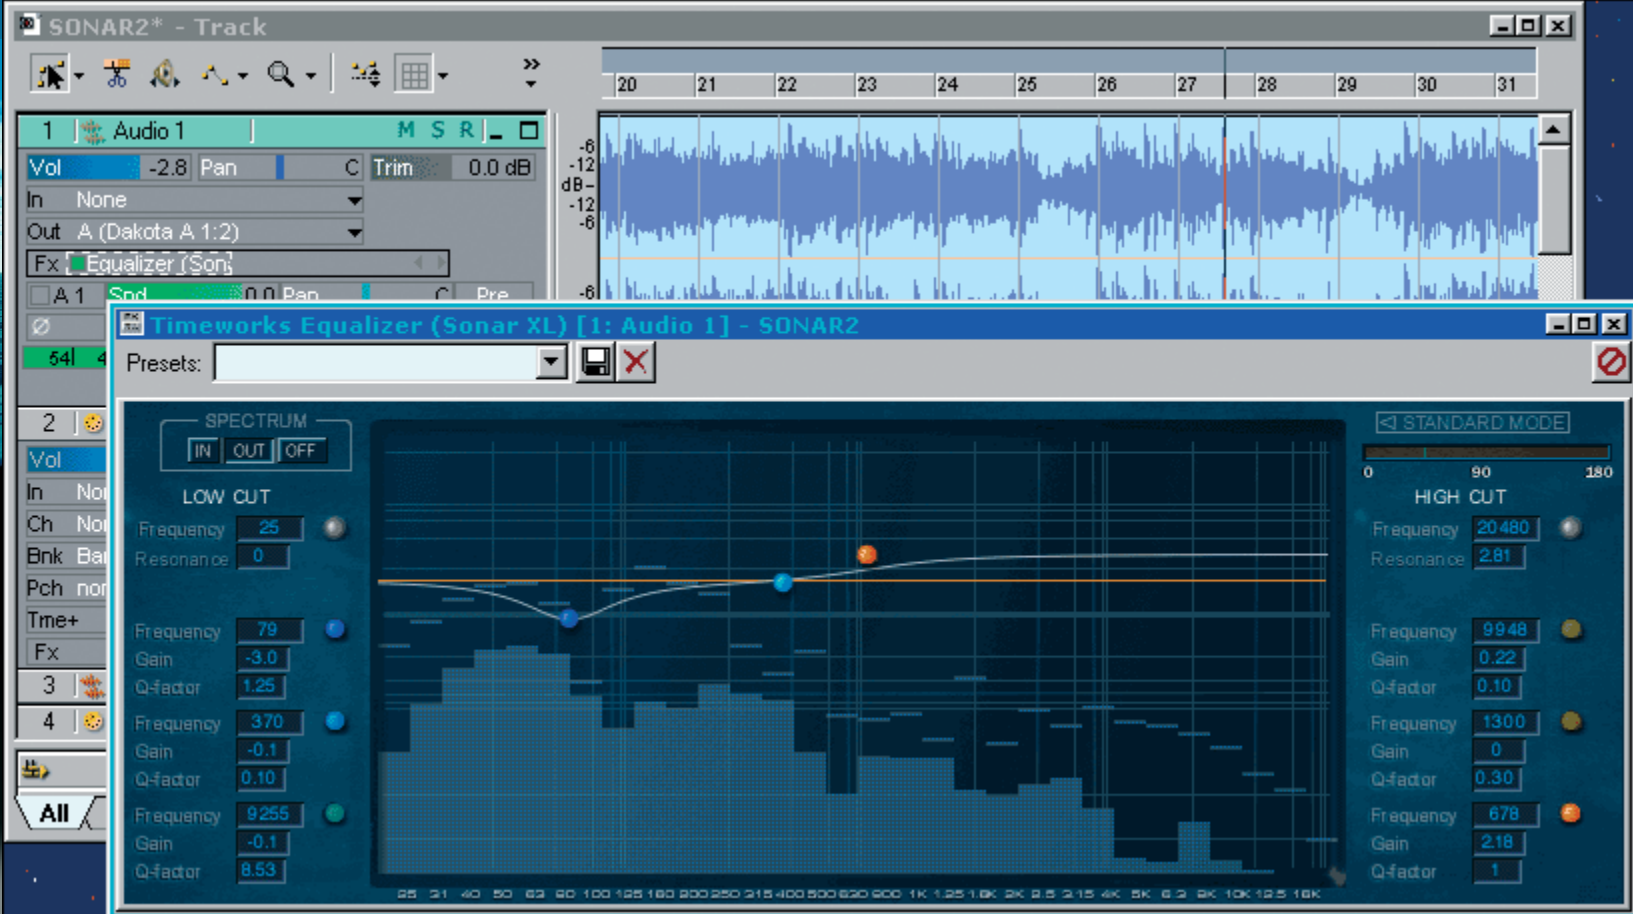 SONAR2* - Track
20 21 22 23 24 25 26 27 28 29 30 31
1 Audio 1 M S R
Vol -2.8 Pan C Trim 0.0 dB
In None
Out A (Dakota A 1:2)
Fx Equalizer (Son
A 1 Snd 0.0 Pan C Pre
Ø
54 4
-6
-12
dB-
-12
-6
-6
2
Vol
In Nor
Ch Nor
Bnk Bar
Pch nor
Tme+
Fx
3
4
All
Timeworks Equalizer (Sonar XL) [1: Audio 1] - SONAR2
Presets:
SPECTRUM
IN OUT OFF
LOW CUT
Frequency 25
Resonance 0
Frequency 79
Gain -3.0
Q-factor 1.25
Frequency 370
Gain -0.1
Q-factor 0.10
Frequency 9255
Gain -0.1
Q-factor 8.53
25 31 40 50 63 80 100 125 160 200 250 315 400 500 630 800 1K 1.25 1.6K 2K 2.5 3.15 4K 5K 6.3 8K 10K 12.5 16K
STANDARD MODE
0 90 180
HIGH CUT
Frequency 20480
Resonance 2.81
Frequency 9948
Gain 0.22
Q-factor 0.10
Frequency 1300
Gain 0
Q-factor 0.30
Frequency 678
Gain 2.18
Q-factor 1